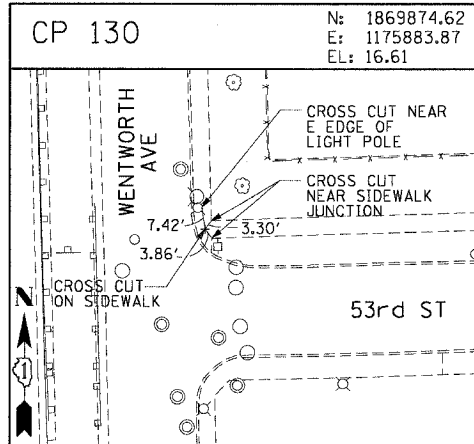 CP 130
N: 1869874.62
E: 1175883.87
EL: 16.61
WENTWORTH
AVE
CROSS CUT NEAR
E EDGE OF
LIGHT POLE
CROSS CUT
NEAR SIDEWALK
JUNCTION
7.42'
3.30'
3.86'
CROSS CUT
ON SIDEWALK
N
53rd ST
1